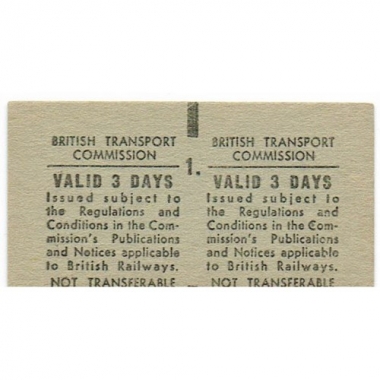 BRITISH TRANSPORT
COMMISSION
VALID 3 DAYS
Issued subject to
the Regulations and
Conditions in the Com-
mission's Publications
and Notices applicable
to British Railways.
NOT TRANSFERABLE
1.
BRITISH TRANSPORT
COMMISSION
VALID 3 DAYS
Issued subject to
the Regulations and
Conditions in the Com-
mission's Publications
and Notices applicable
to British Railways.
NOT TRANSFERABLE